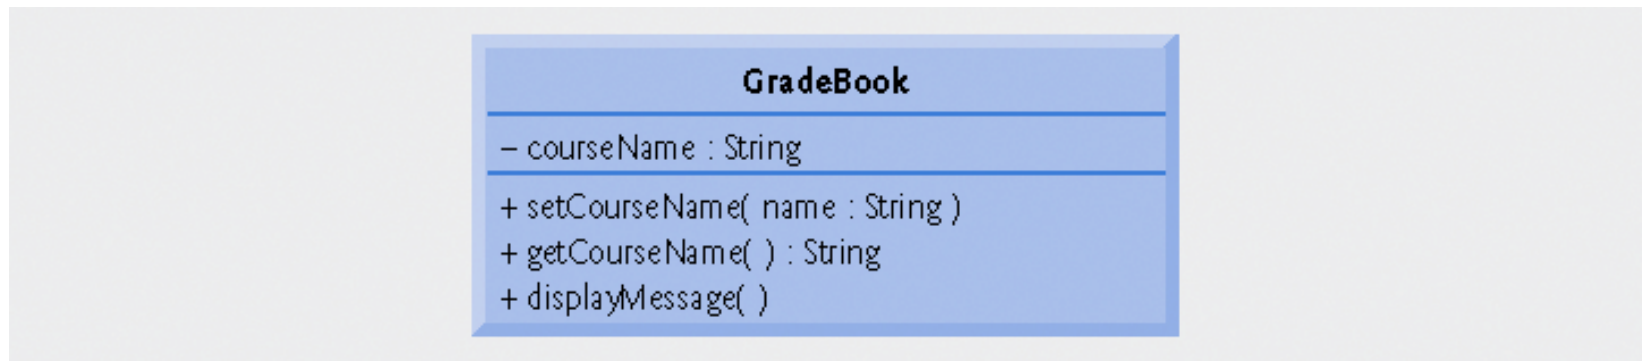 GradeBook
– courseName : String
+ setCourseName( name : String )
+ getCourseName( ) : String
+ displayMessage( )